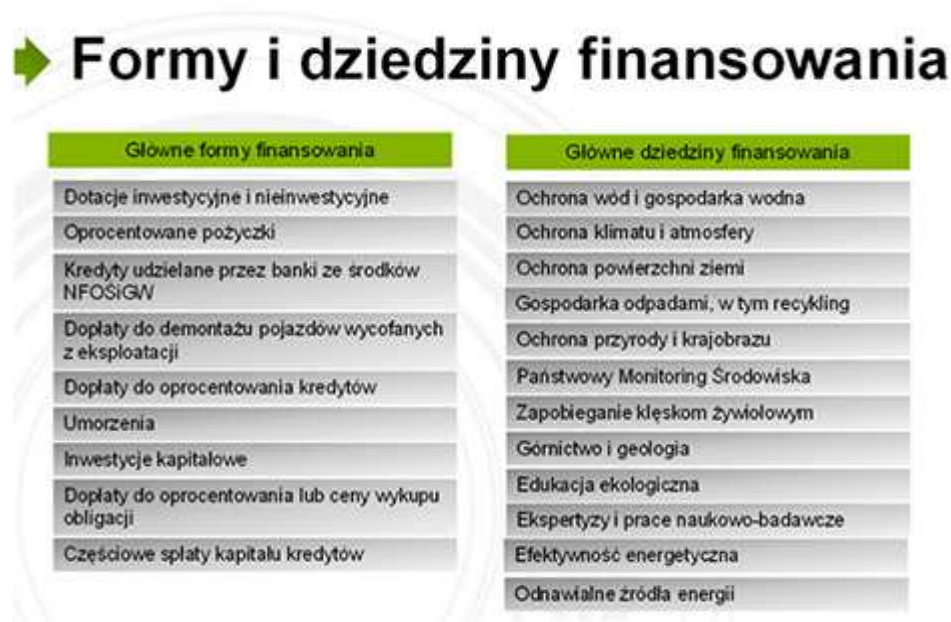 Formy i dziedziny finansowania
Główne formy finansowania
Dotacje inwestycyjne i nieinwestycyjne
Oprocentowane pożyczki
Kredyty udzielane przez banki ze środków
NFOŚiGW
Dopłaty do demontażu pojazdów wycofanych
z eksploatacji
Dopłaty do oprocentowania kredytów
Umorzenia
Inwestycje kapitałowe
Dopłaty do oprocentowania lub ceny wykupu
obligacji
Częściowe spłaty kapitału kredytów
Główne dziedziny finansowania
Ochrona wód i gospodarka wodna
Ochrona klimatu i atmosfery
Ochrona powierzchni ziemi
Gospodarka odpadami, w tym recykling
Ochrona przyrody i krajobrazu
Państwowy Monitoring Środowiska
Zapobieganie klęskom żywiołowym
Górnictwo i geologia
Edukacja ekologiczna
Ekspertyzy i prace naukowo-badawcze
Efektywność energetyczna
Odnawialne źródła energii